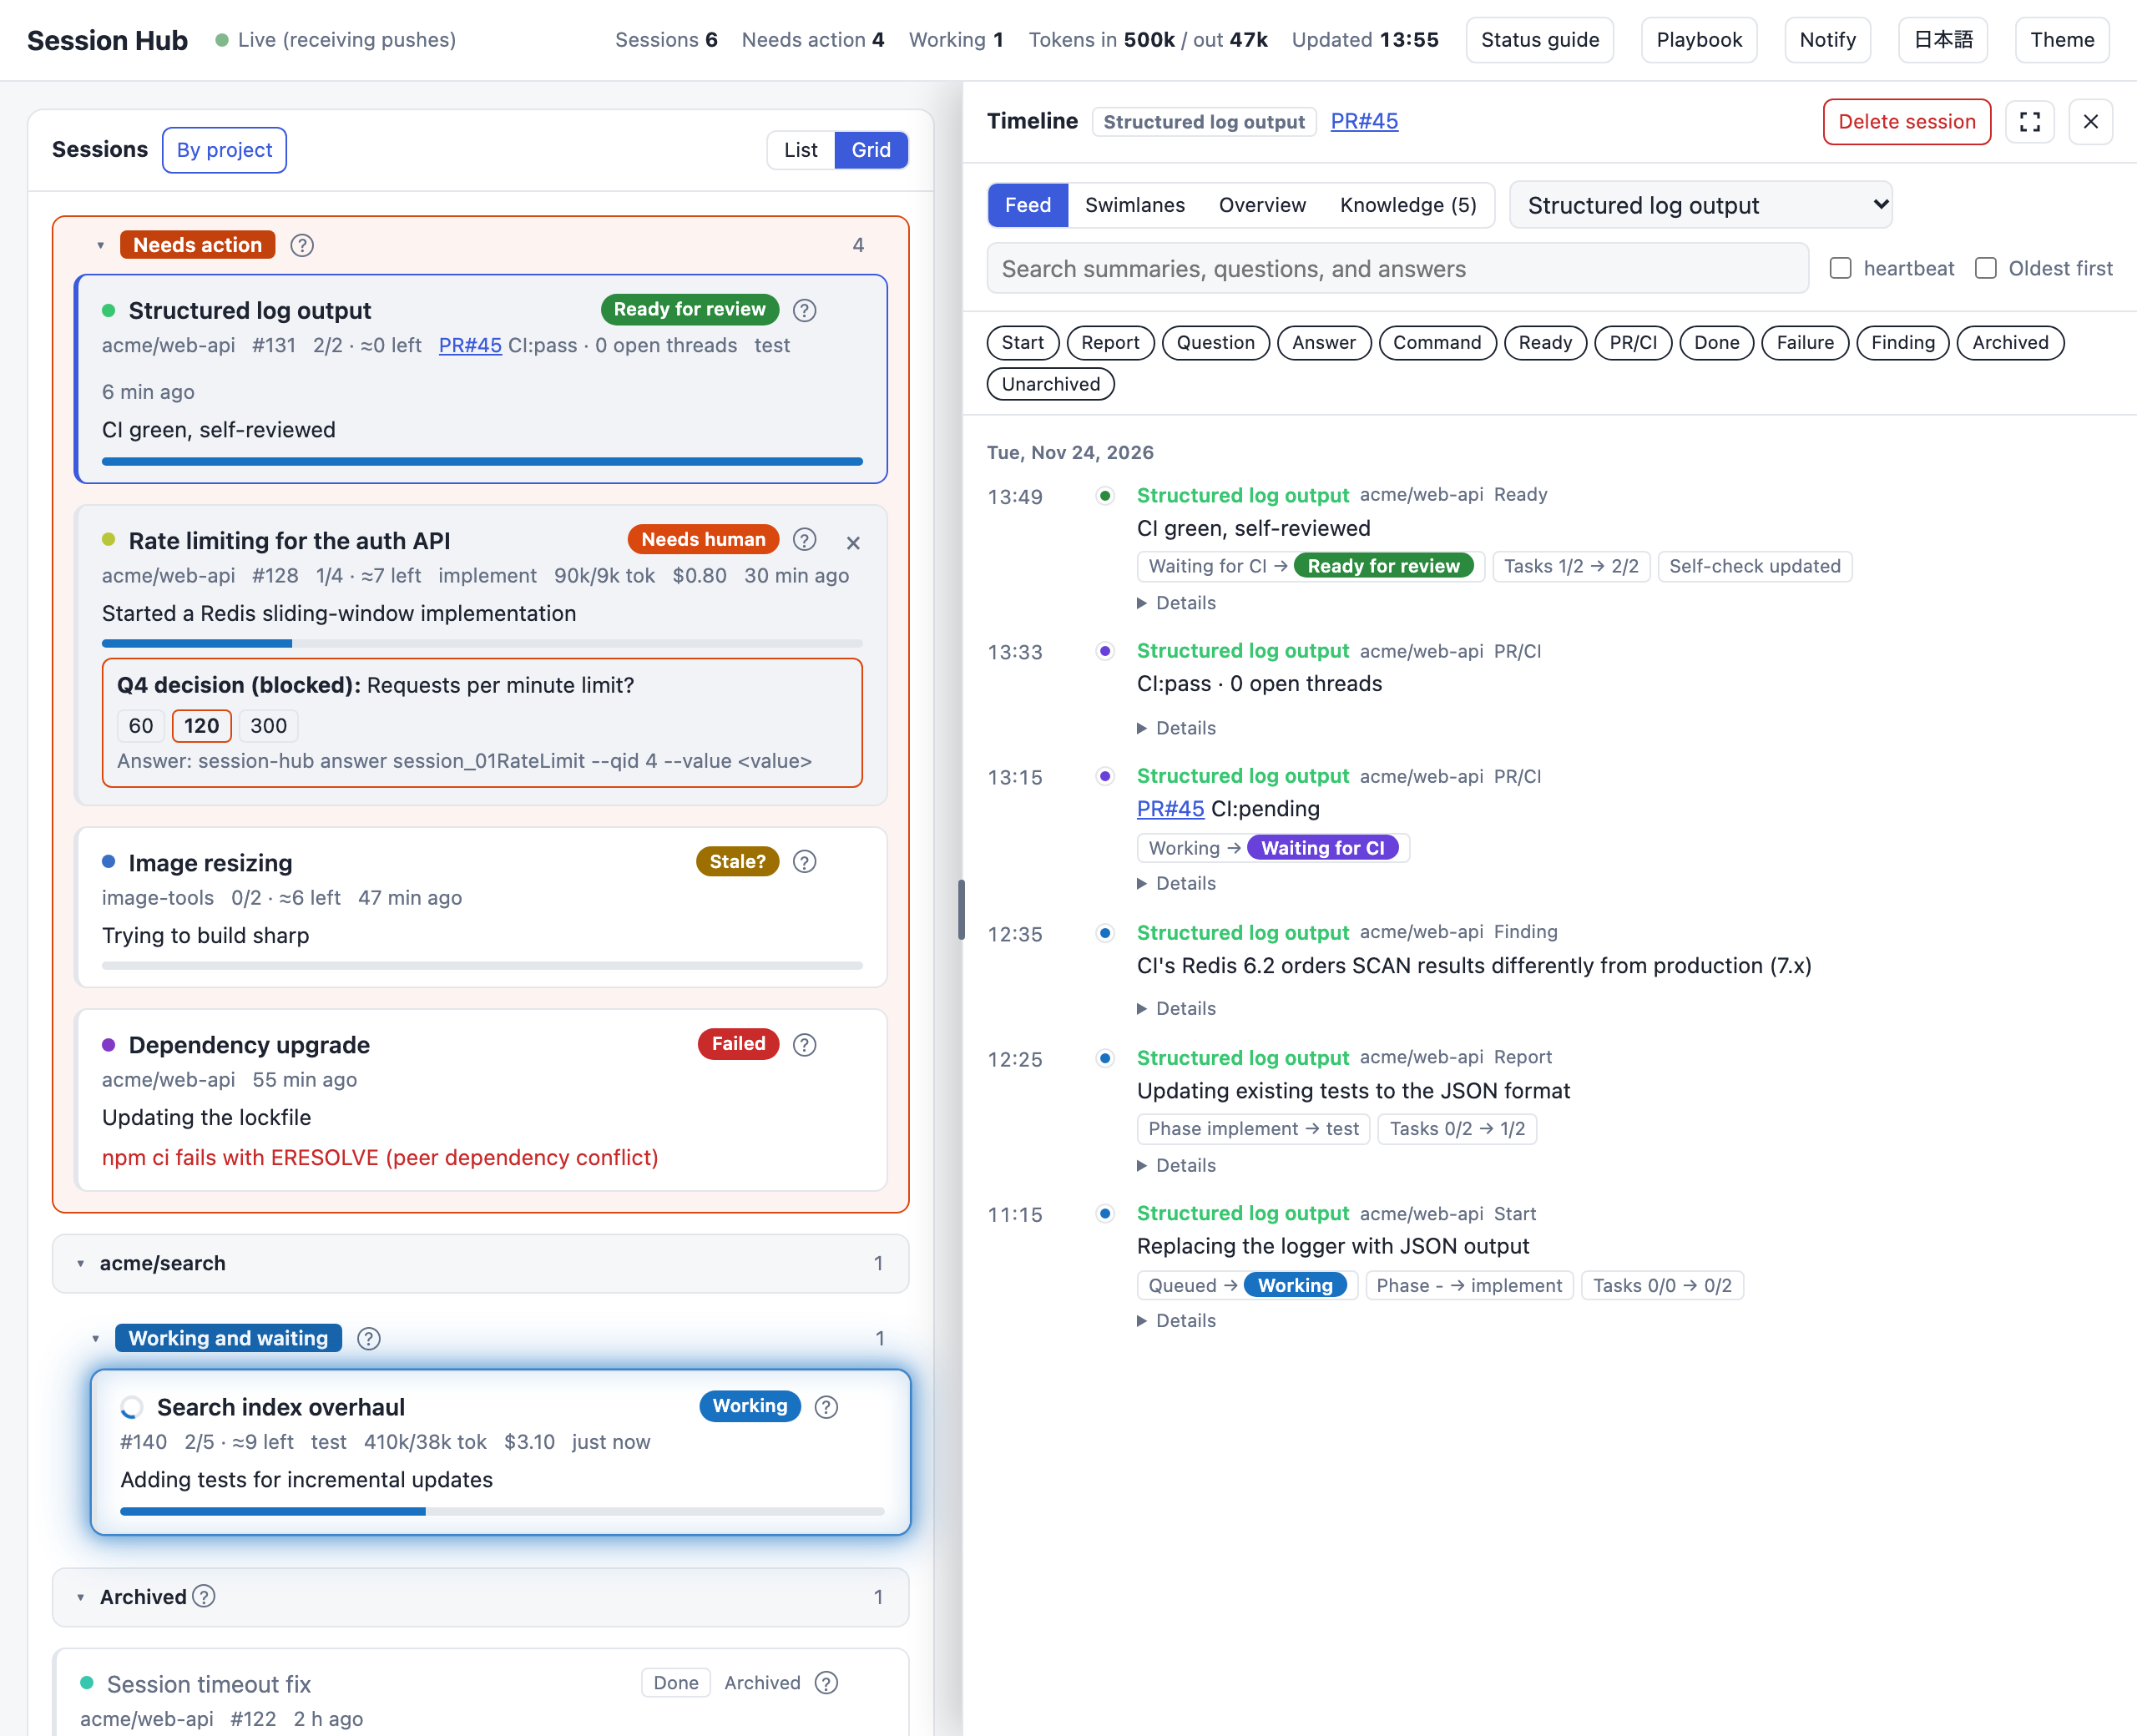 Session Hub
Live (receiving pushes)
Sessions 6 Needs action 4 Working 1 Tokens in 500k / out 47k Updated 13:55
Status guide
Playbook
Notify
日本語
Theme
Sessions
By project
List
Grid
Needs action ? 4
Structured log output Ready for review ?
acme/web-api #131 2/2 · ≈0 left PR#45 CI:pass · 0 open threads test
6 min ago
CI green, self-reviewed
Rate limiting for the auth API Needs human ? ×
acme/web-api #128 1/4 · ≈7 left implement 90k/9k tok $0.80 30 min ago
Started a Redis sliding-window implementation
Q4 decision (blocked): Requests per minute limit?
60 120 300
Answer: session-hub answer session_01RateLimit --qid 4 --value <value>
Image resizing Stale? ?
image-tools 0/2 · ≈6 left 47 min ago
Trying to build sharp
Dependency upgrade Failed ?
acme/web-api 55 min ago
Updating the lockfile
npm ci fails with ERESOLVE (peer dependency conflict)
acme/search 1
Working and waiting ? 1
Search index overhaul Working ?
#140 2/5 · ≈9 left test 410k/38k tok $3.10 just now
Adding tests for incremental updates
Archived ? 1
Session timeout fix Done Archived ?
acme/web-api #122 2 h ago
Timeline Structured log output PR#45
Delete session
×
Feed Swimlanes Overview Knowledge (5)
Structured log output
Search summaries, questions, and answers
heartbeat Oldest first
Start Report Question Answer Command Ready PR/CI Done Failure Finding Archived
Unarchived
Tue, Nov 24, 2026
13:49 Structured log output acme/web-api Ready
CI green, self-reviewed
Waiting for CI → Ready for review Tasks 1/2 → 2/2 Self-check updated
Details
13:33 Structured log output acme/web-api PR/CI
CI:pass · 0 open threads
Details
13:15 Structured log output acme/web-api PR/CI
PR#45 CI:pending
Working → Waiting for CI
Details
12:35 Structured log output acme/web-api Finding
CI's Redis 6.2 orders SCAN results differently from production (7.x)
Details
12:25 Structured log output acme/web-api Report
Updating existing tests to the JSON format
Phase implement → test Tasks 0/2 → 1/2
Details
11:15 Structured log output acme/web-api Start
Replacing the logger with JSON output
Queued → Working Phase - → implement Tasks 0/0 → 0/2
Details